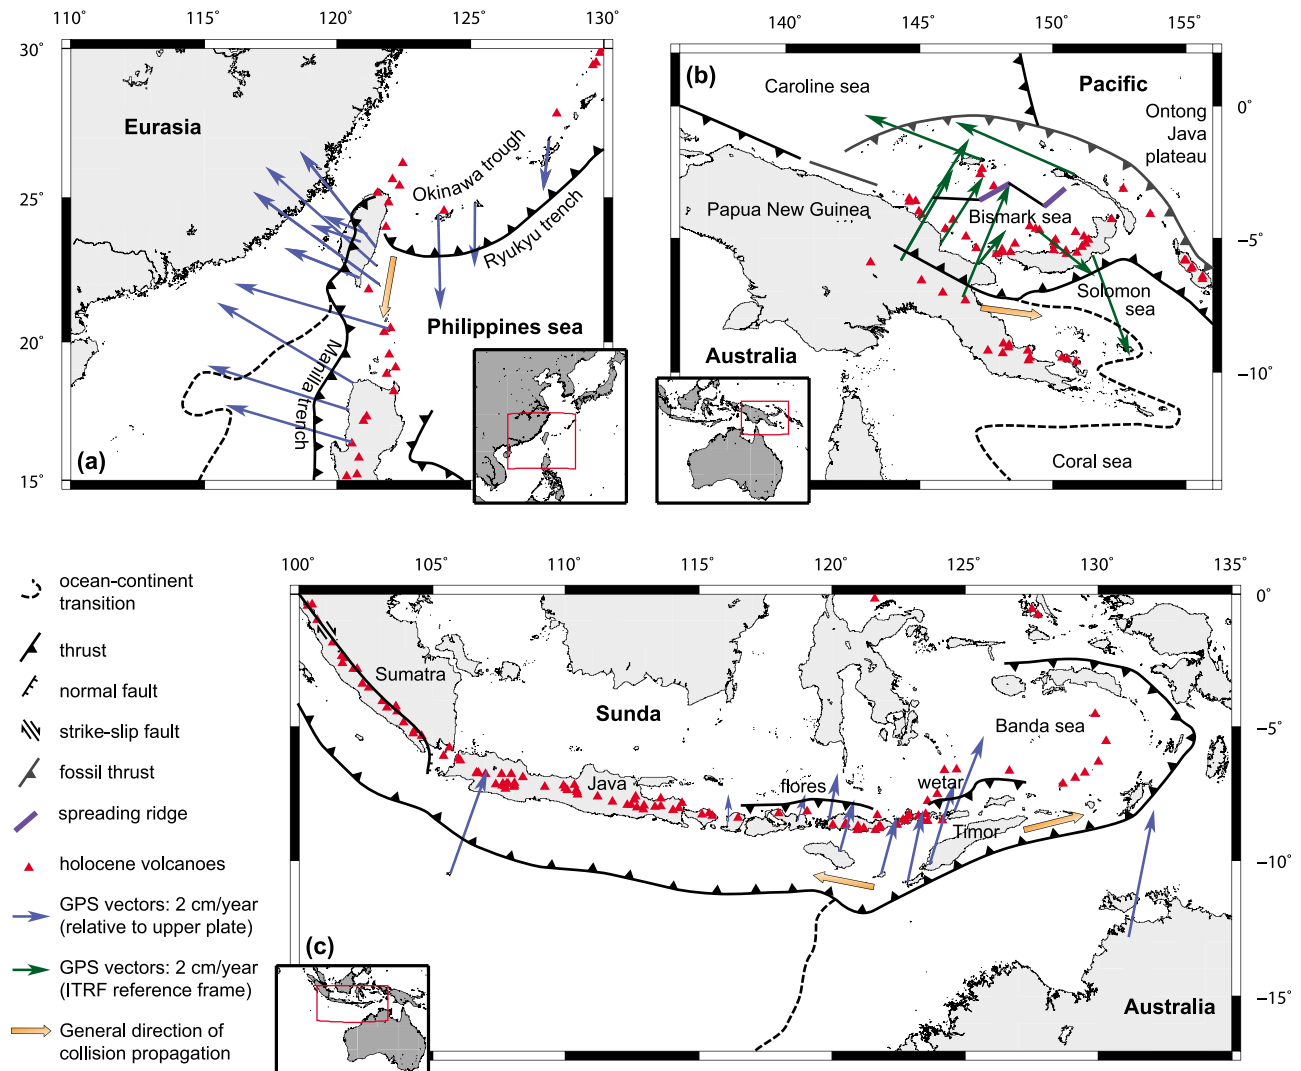 110°
115°
120°
125°
130°
30°
25°
20°
15°
Eurasia
Okinawa trough
Ryukyu trench
Philippines sea
Manilla trench
(a)
140°
145°
150°
155°
0°
−5°
−10°
(b)
Caroline sea
Pacific
Ontong
Java
plateau
Papua New Guinea
Bismark sea
Solomon
sea
Australia
Coral sea
ocean-continent
transition
thrust
normal fault
strike-slip fault
fossil thrust
spreading ridge
holocene volcanoes
GPS vectors: 2 cm/year
(relative to upper plate)
GPS vectors: 2 cm/year
(ITRF reference frame)
General direction of
collision propagation
100°
105°
110°
115°
120°
125°
130°
135°
0°
−5°
−10°
−15°
Sumatra
Sunda
Banda sea
Java
flores
wetar
Timor
(c)
Australia